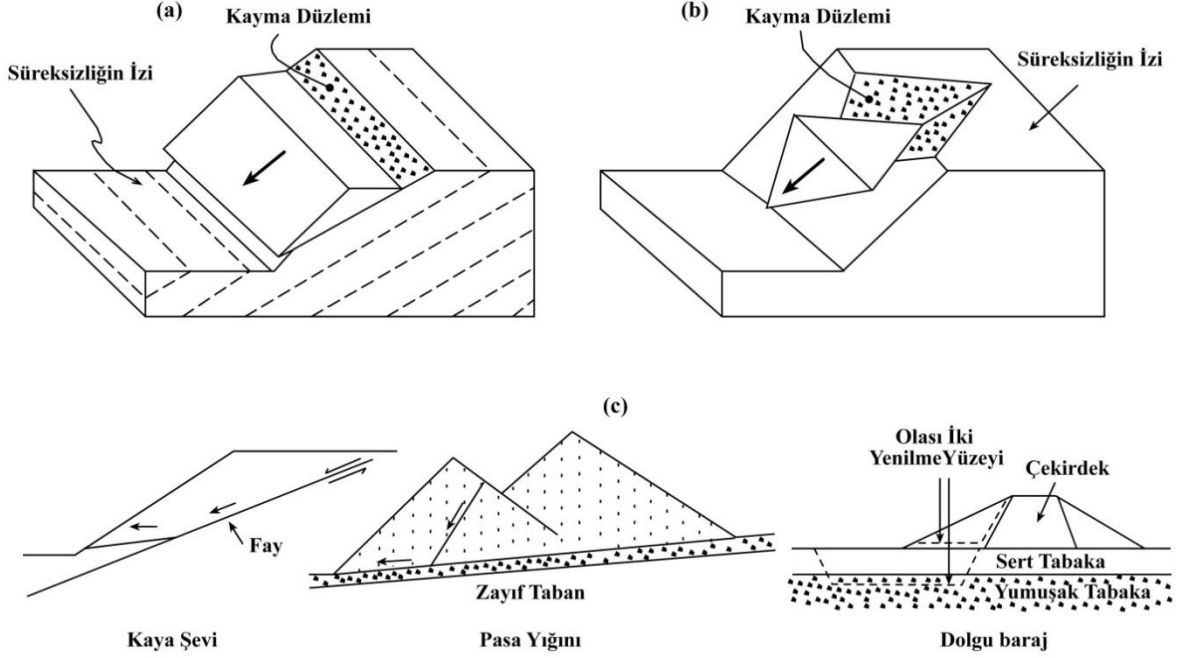 (a)
Kayma Düzlemi
Süreksizliğin İzi
(b)
Kayma Düzlemi
Süreksizliğin İzi
(c)
Fay
Kaya Şevi
Zayıf Taban
Pasa Yığını
Olası İki
YenilmeYüzeyi
Çekirdek
Sert Tabaka
Yumuşak Tabaka
Dolgu baraj